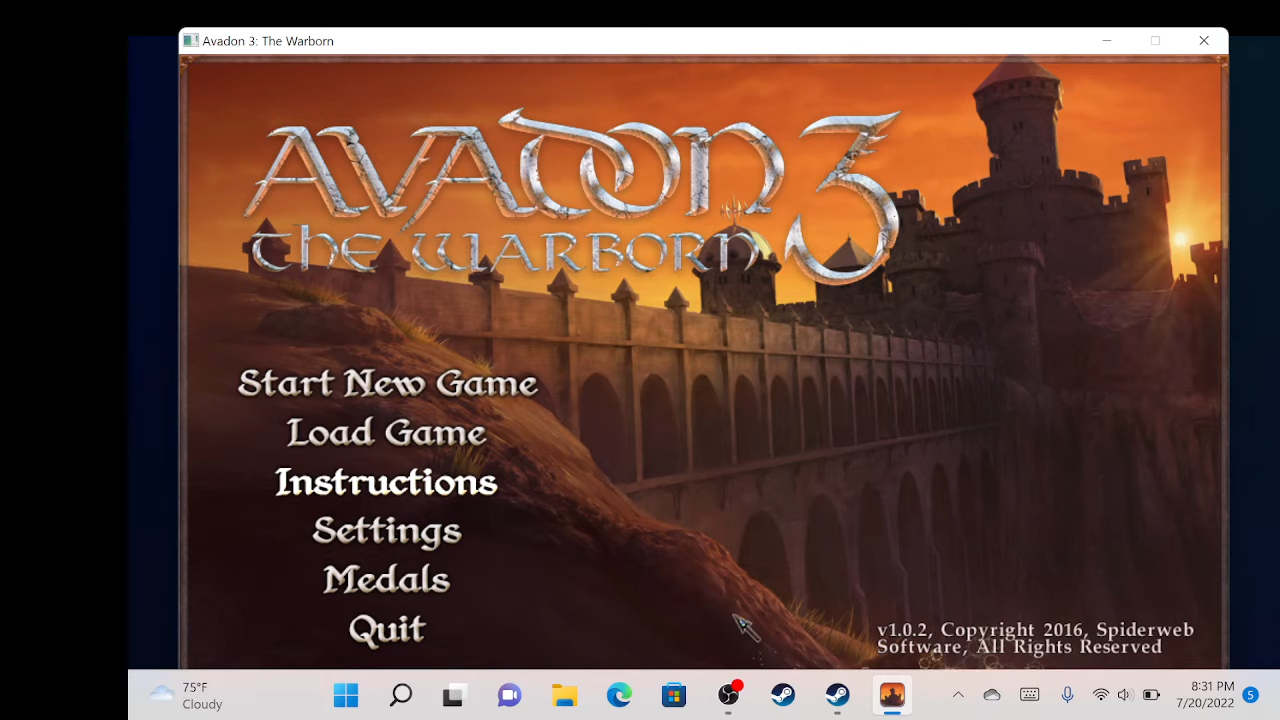 Avadon 3: The Warborn
AVADON 3
THE WARBORN
Start New Game
Load Game
Instructions
Settings
Medals
Quit
v1.0.2, Copyright 2016, Spiderweb
Software, All Rights Reserved
75°F
Cloudy
8:31 PM
7/20/2022
5